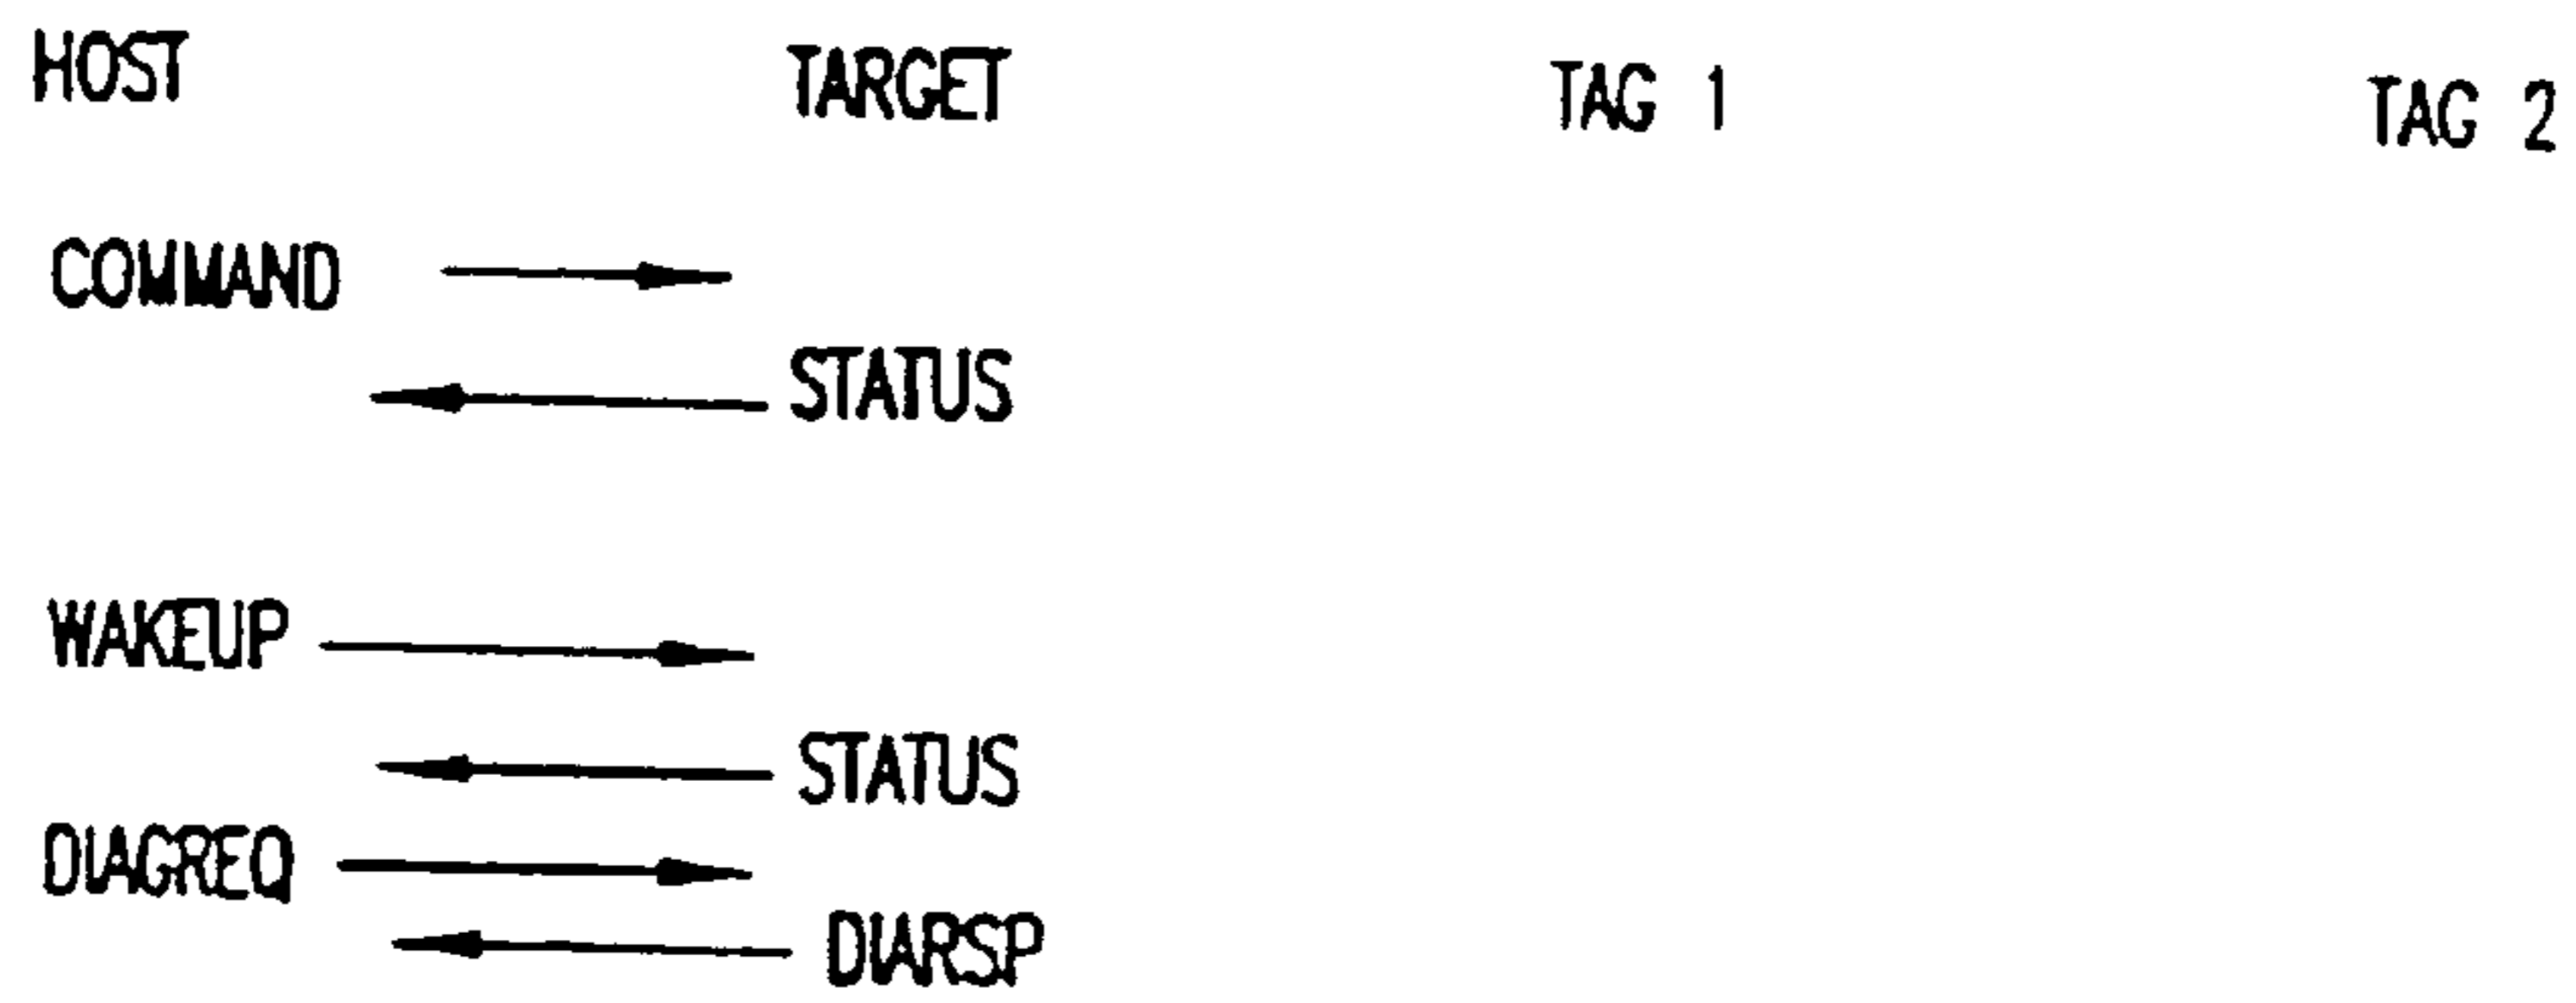 HOST TARGET TAG 1 TAG 2
COMMAND
STATUS
WAKEUP
STATUS
DIAGREQ
DIARSP